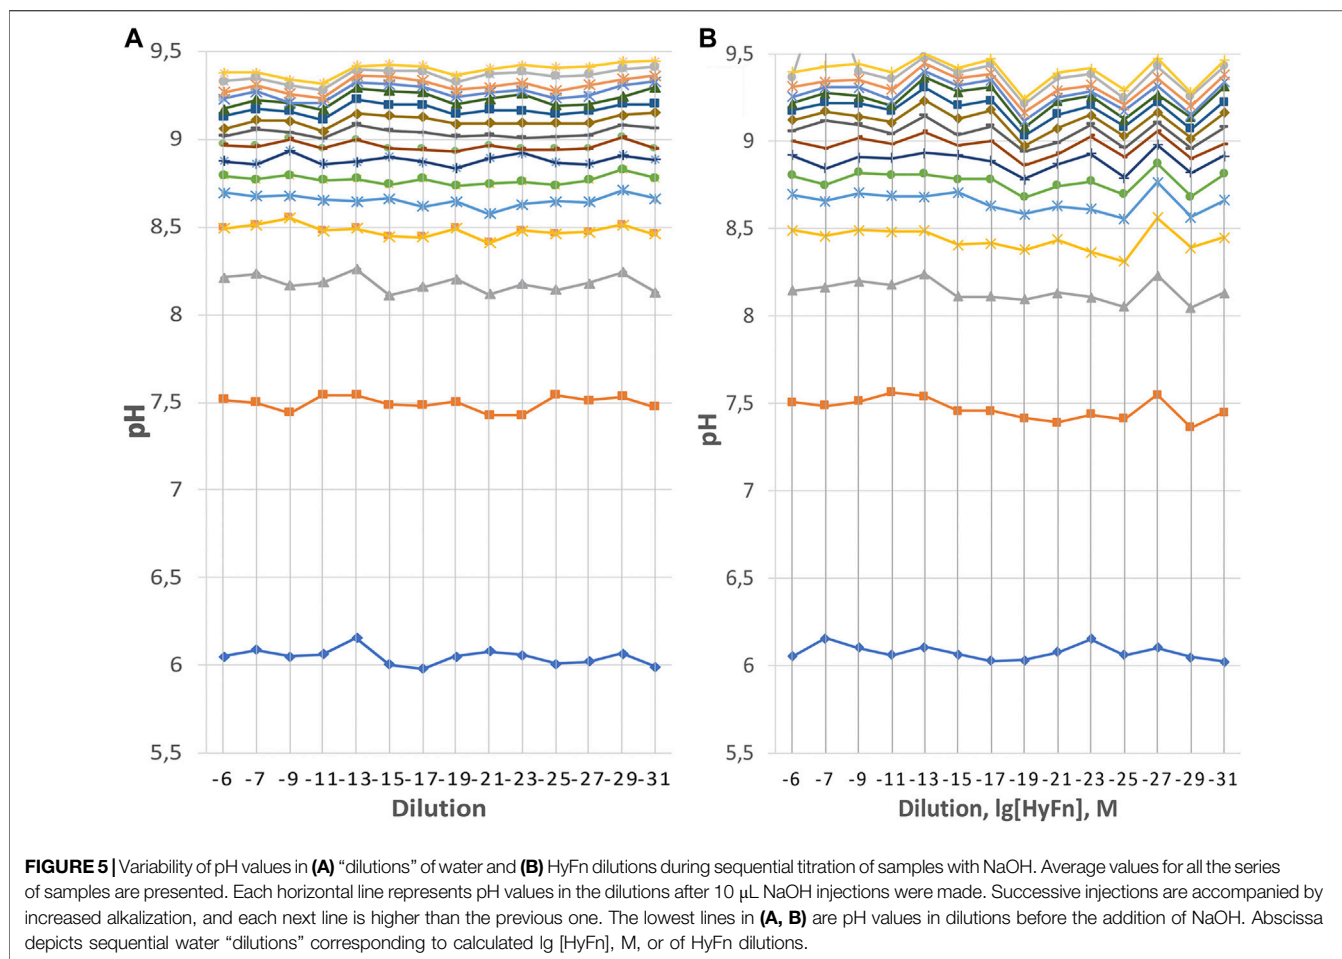 A
9,5
9
8,5
8
7,5
7
6,5
6
5,5
pH
-6 -7 -9 -11 -13 -15 -17 -19 -21 -23 -25 -27 -29 -31
Dilution
B
9,5
9
8,5
8
7,5
7
6,5
6
5,5
pH
-6 -7 -9 -11 -13 -15 -17 -19 -21 -23 -25 -27 -29 -31
Dilution, lg[HyFn], M
FIGURE 5 | Variability of pH values in (A) “dilutions” of water and (B) HyFn dilutions during sequential titration of samples with NaOH. Average values for all the series
of samples are presented. Each horizontal line represents pH values in the dilutions after 10 μL NaOH injections were made. Successive injections are accompanied by
increased alkalization, and each next line is higher than the previous one. The lowest lines in (A, B) are pH values in dilutions before the addition of NaOH. Abscissa
depicts sequential water “dilutions” corresponding to calculated lg [HyFn], M, or of HyFn dilutions.